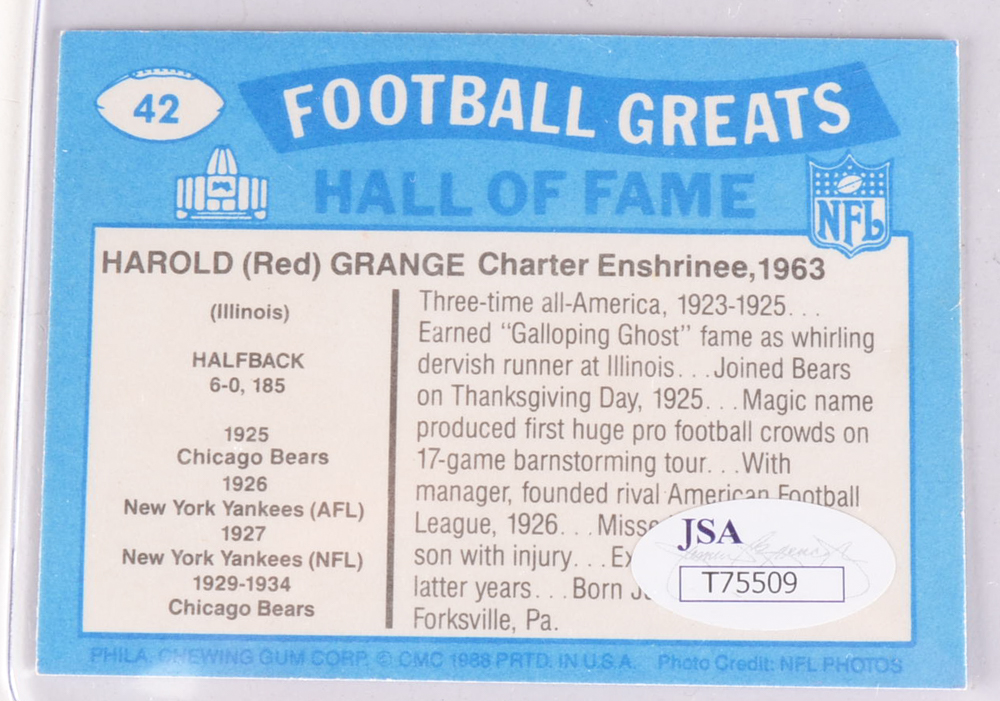 42
FOOTBALL GREATS
HALL OF FAME
NFL
HAROLD (Red) GRANGE Charter Enshrinee, 1963
(Illinois)
HALFBACK
6-0, 185
1925
Chicago Bears
1926
New York Yankees (AFL)
1927
New York Yankees (NFL)
1929-1934
Chicago Bears
Three-time all-America, 1923-1925...
Earned "Galloping Ghost" fame as whirling
dervish runner at Illinois...Joined Bears
on Thanksgiving Day, 1925...Magic name
produced first huge pro football crowds on
17-game barnstorming tour...With
manager, founded rival American Football
League, 1926...Misse
son with injury...Ex
latter years...Born J
Forksville, Pa.
JSA
T75509
PHILA. CHEWING GUM CORP. © CMC 1988 PRTD. IN U.S.A. Photo Credit: NFL PHOTOS